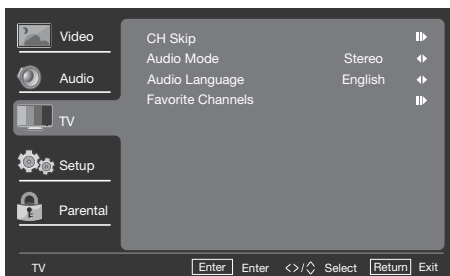 Video
Audio
TV
Setup
Parental
CH Skip
Audio Mode Stereo
Audio Language English
Favorite Channels
TV Enter Enter <>/ Select Return Exit